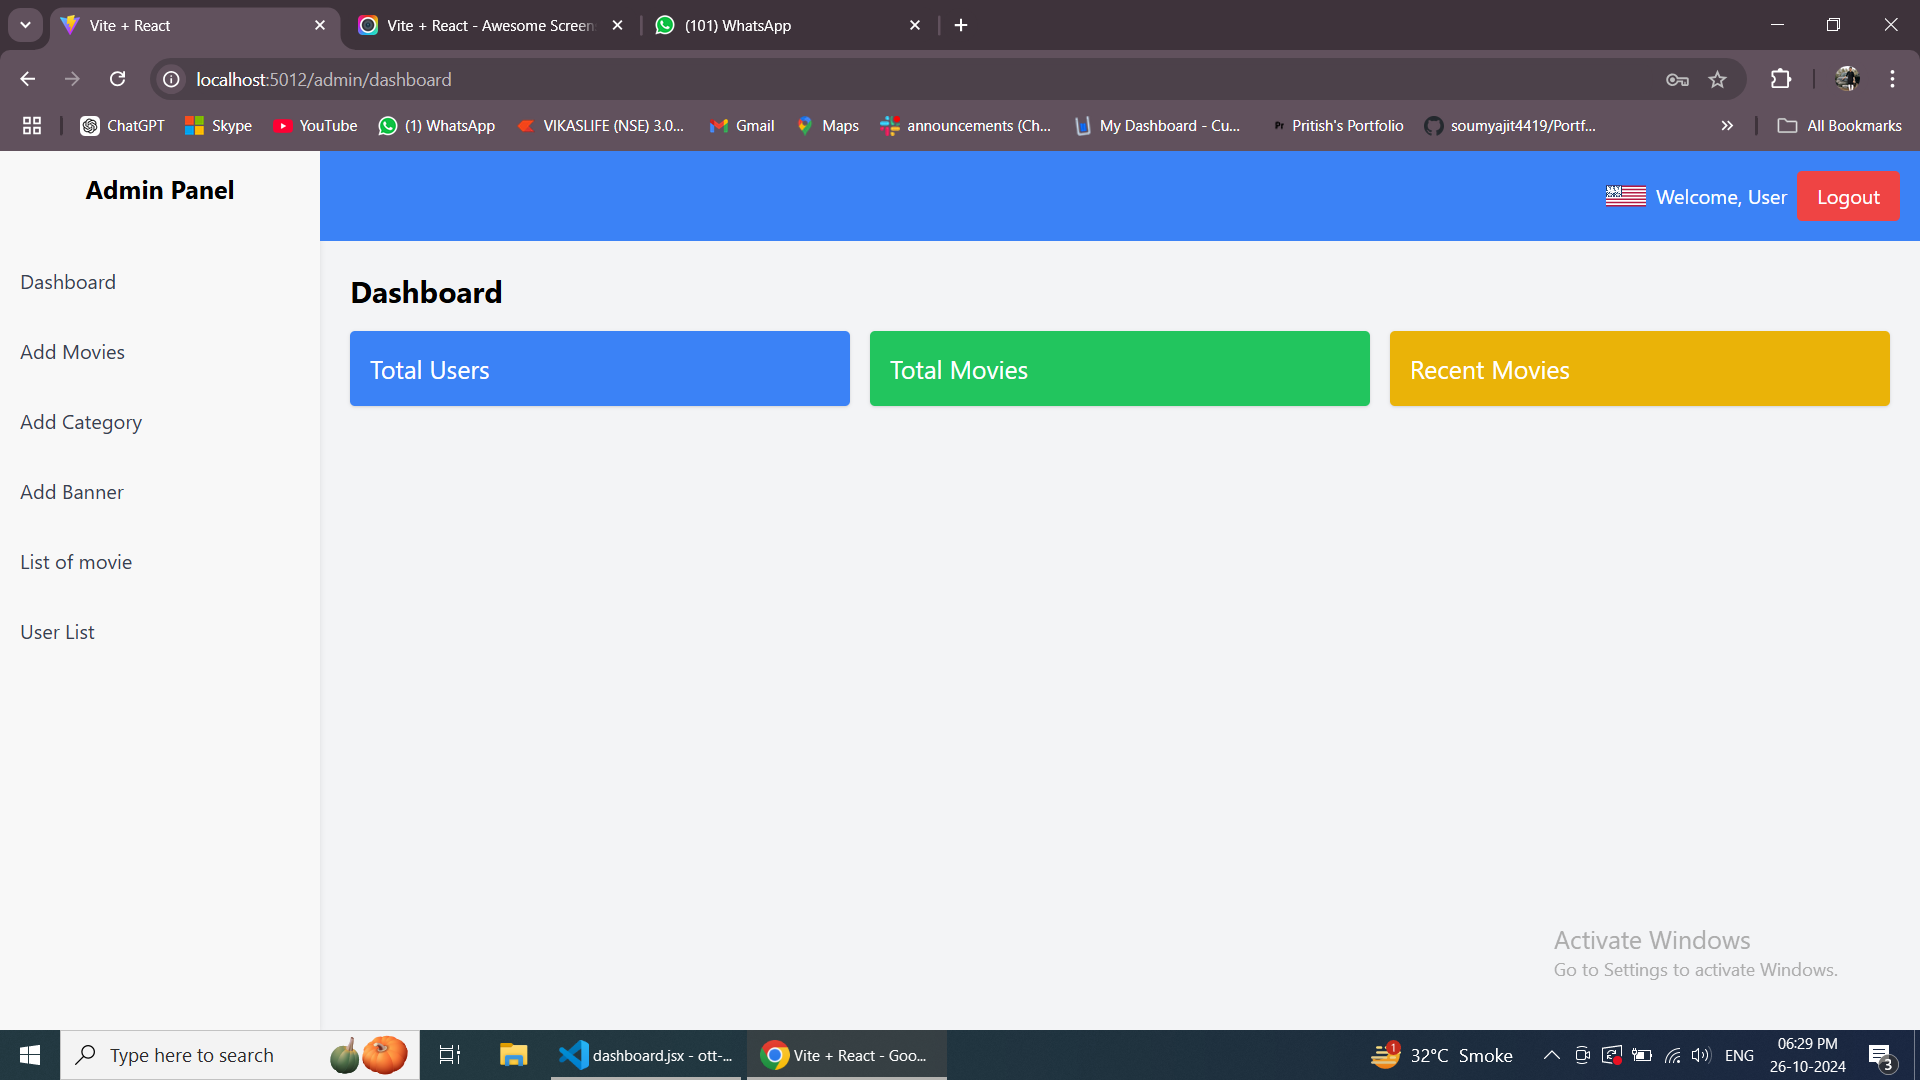 Vite + React
Vite + React - Awesome Screen
(101) WhatsApp
localhost:5012/admin/dashboard
ChatGPT
Skype
YouTube
(1) WhatsApp
VIKASLIFE (NSE) 3.0...
Gmail
Maps
announcements (Ch...
My Dashboard - Cu...
Pr Pritish's Portfolio
soumyajit4419/Portf...
All Bookmarks
Admin Panel
Welcome, User
Logout
Dashboard
Add Movies
Add Category
Add Banner
List of movie
User List
Dashboard
Total Users
Total Movies
Recent Movies
Activate Windows
Go to Settings to activate Windows.
Type here to search
dashboard.jsx - ott-...
Vite + React - Goo...
1
32°C Smoke
ENG
06:29 PM
26-10-2024
3